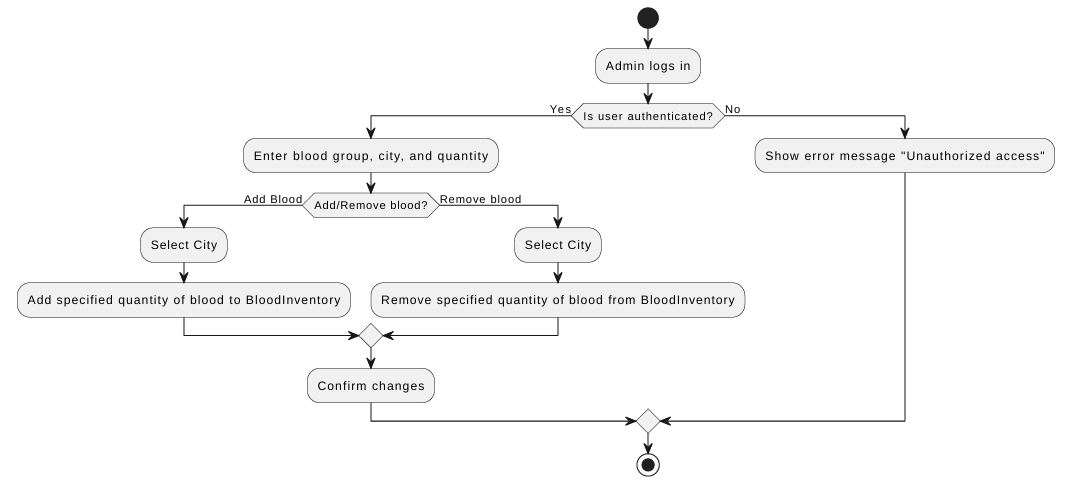 Admin logs in
Yes
Is user authenticated?
No
Enter blood group, city, and quantity
Show error message "Unauthorized access"
Add Blood
Add/Remove blood?
Remove blood
Select City
Select City
Add specified quantity of blood to BloodInventory
Remove specified quantity of blood from BloodInventory
Confirm changes